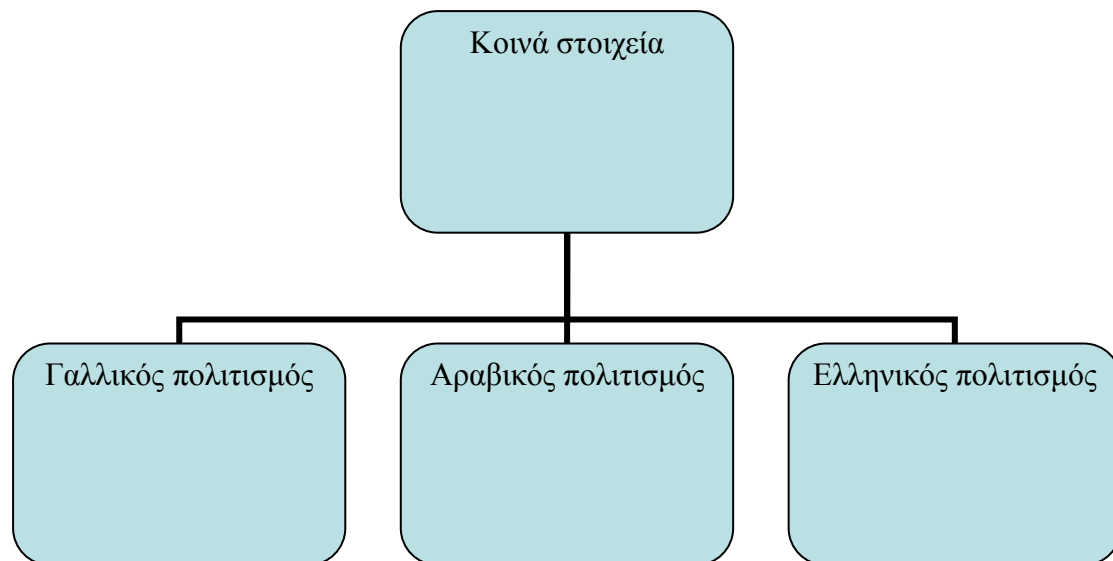 Κοινά στοιχεία
Γαλλικός πολιτισμός
Αραβικός πολιτισμός
Ελληνικός πολιτισμός